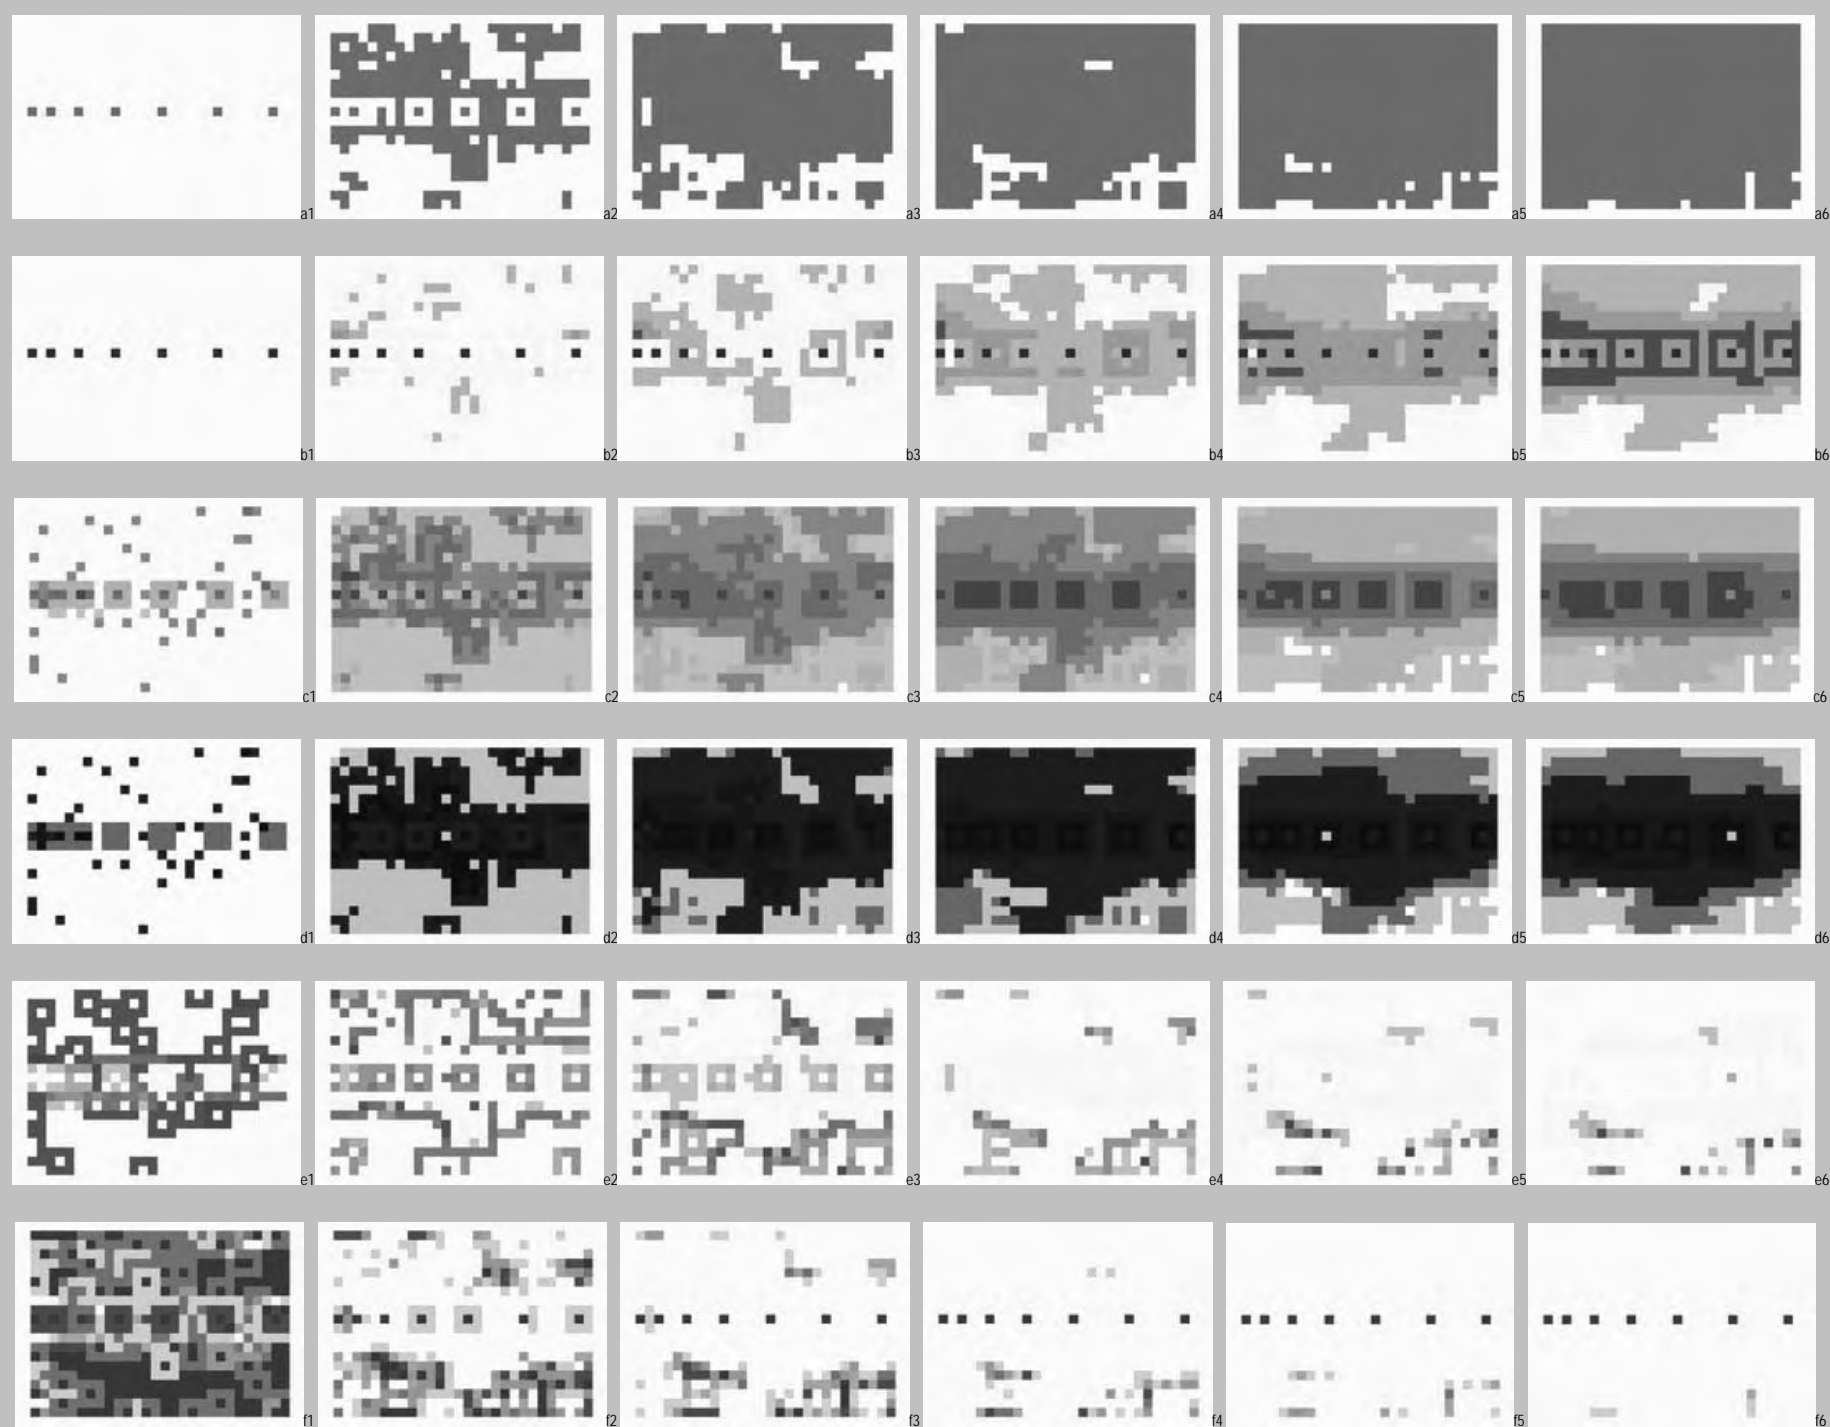 a1 a2 a3 a4 a5 a6
b1 b2 b3 b4 b5 b6
c1 c2 c3 c4 c5 c6
d1 d2 d3 d4 d5 d6
e1 e2 e3 e4 e5 e6
f1 f2 f3 f4 f5 f6